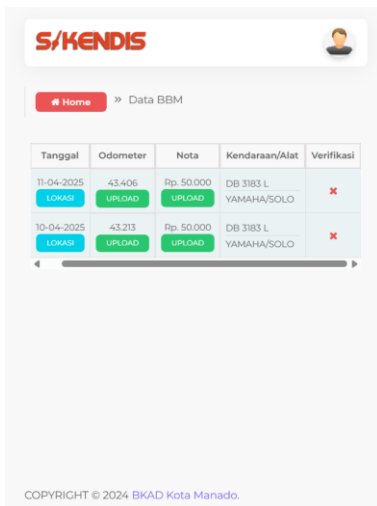 S/KENDIS
Home » Data BBM
Tanggal Odometer Nota Kendaraan/Alat Verifikasi
11-04-2025 43.406 Rp. 50.000 DB 3183 L
LOKASI UPLOAD UPLOAD YAMAHA/SOLO
10-04-2025 43.213 Rp. 50.000 DB 3183 L
LOKASI UPLOAD UPLOAD YAMAHA/SOLO
COPYRIGHT © 2024 BKAD Kota Manado.